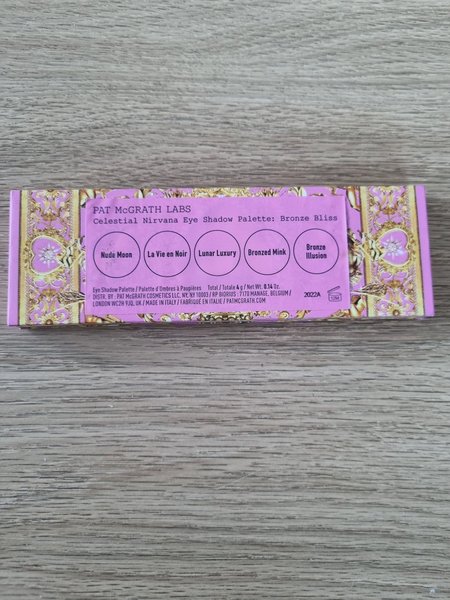 PAT McGRATH LABS
Celestial Nirvana Eye Shadow Palette: Bronze Bliss
Nude Moon
La Vie en Noir
Lunar Luxury
Bronzed Mink
Bronze
Illusion
Eye Shadow Palette / Palette d'Ombres à Paupières Total / Totale 4 g / Net Wt. 0.14 Oz.
DISTR. BY : PAT McGRATH COSMETICS LLC, NY, NY 10003 / RP BIORIUS : 7170 MANAGE, BELGIUM /
LONDON WC2H 9JQ, UK / MADE IN ITALY / FABRIQUÉ EN ITALIE / PATMCGRATH.COM
2022A